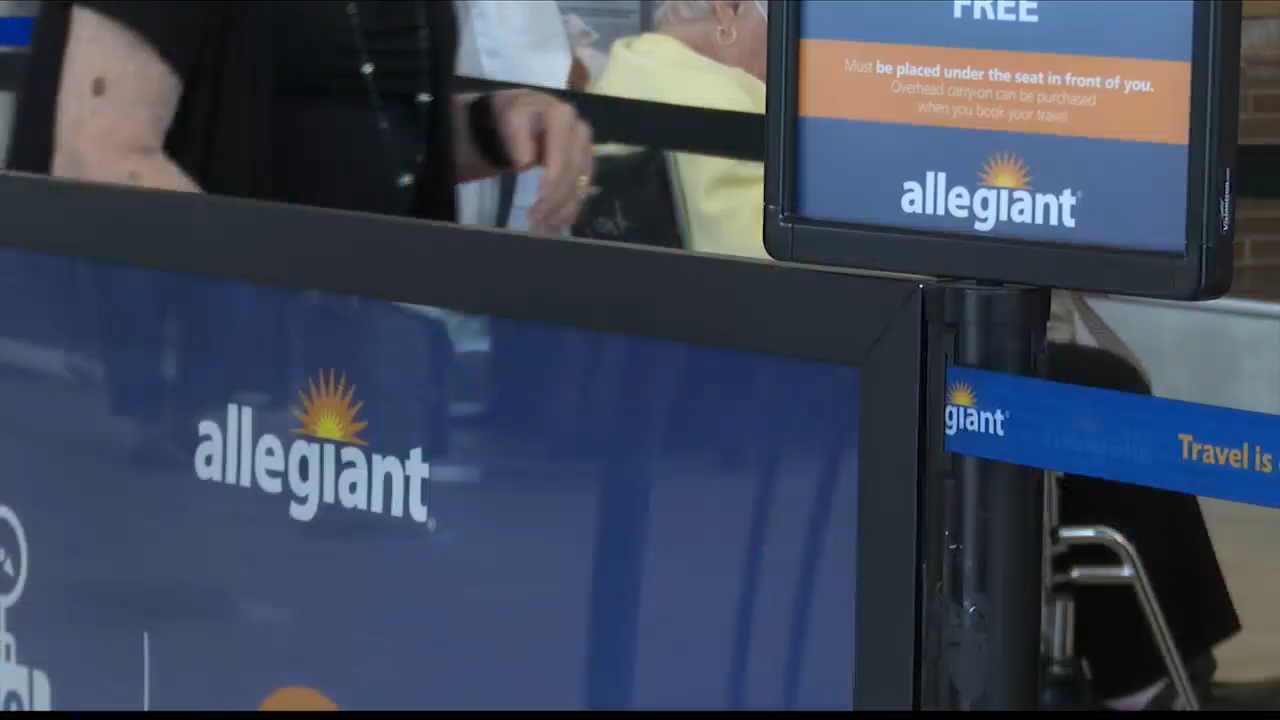 FREE
Must be placed under the seat in front of you.
Overhead carry-on can be purchased
when you book your travel.
allegiant
allegiant
giant
Travel is